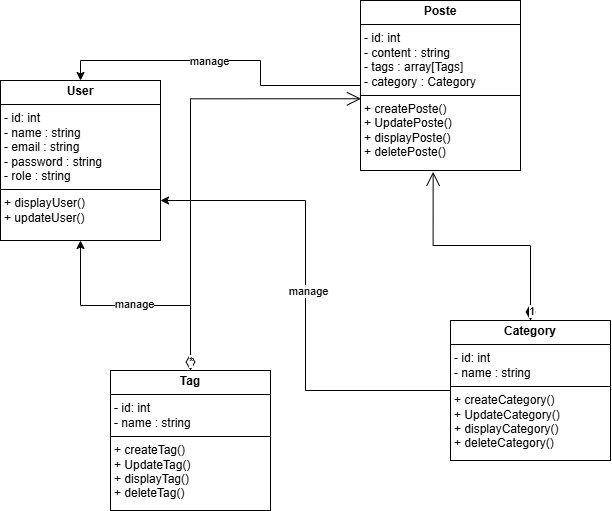 Poste
- id: int
- content : string
- tags : array[Tags]
- category : Category
+ createPoste()
+ UpdatePoste()
+ displayPoste()
+ deletePoste()
manage
User
- id: int
- name : string
- email : string
- password : string
- role : string
+ displayUser()
+ updateUser()
manage
manage
Tag
- id: int
- name : string
+ createTag()
+ UpdateTag()
+ displayTag()
+ deleteTag()
*
1
Category
- id: int
- name : string
+ createCategory()
+ UpdateCategory()
+ displayCategory()
+ deleteCategory()